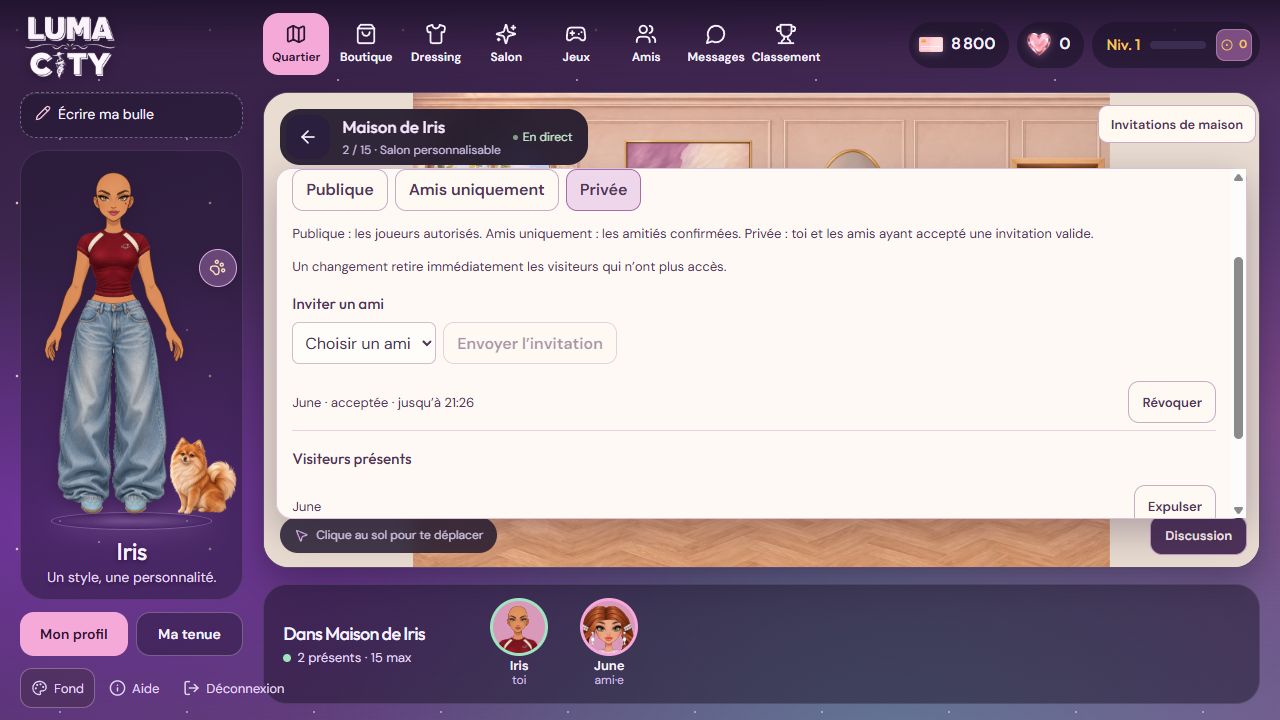 LUMA
CITY
Quartier
Boutique
Dressing
Salon
Jeux
Amis
Messages
Classement
8 800
0
Niv. 1
0
Écrire ma bulle
Maison de Iris
2 / 15 · Salon personnalisable
En direct
Invitations de maison
Publique
Amis uniquement
Privée
Publique : les joueurs autorisés. Amis uniquement : les amitiés confirmées. Privée : toi et les amis ayant accepté une invitation valide.
Un changement retire immédiatement les visiteurs qui n’ont plus accès.
Inviter un ami
Choisir un ami
Envoyer l’invitation
June · acceptée · jusqu’à 21:26
Révoquer
Visiteurs présents
June
Expulser
Clique au sol pour te déplacer
Discussion
Iris
Un style, une personnalité.
Mon profil
Ma tenue
Fond
Aide
Déconnexion
Dans Maison de Iris
2 présents · 15 max
Iris
toi
June
ami·e